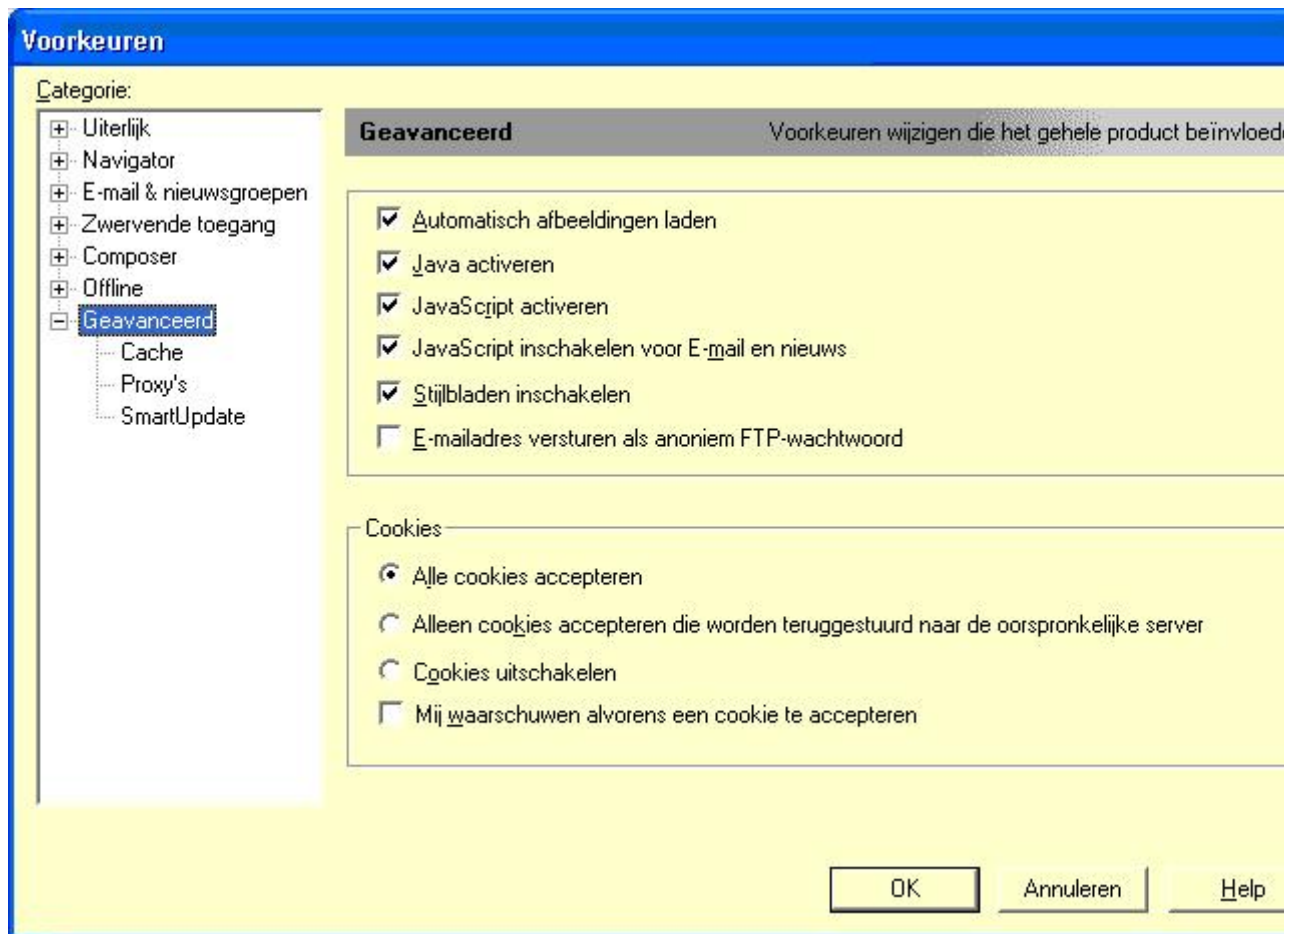 Voorkeuren
Categorie:
Uiterlijk
Navigator
E-mail & nieuwsgroepen
Zwervende toegang
Composer
Offline
Geavanceerd
Cache
Proxy's
SmartUpdate
Geavanceerd Voorkeuren wijzigen die het gehele product beïnvloed
Automatisch afbeeldingen laden
Java activeren
JavaScript activeren
JavaScript inschakelen voor E-mail en nieuws
Stijlbladen inschakelen
E-mailadres versturen als anoniem FTP-wachtwoord
Cookies
Alle cookies accepteren
Alleen cookies accepteren die worden teruggestuurd naar de oorspronkelijke server
Cookies uitschakelen
Mij waarschuwen alvorens een cookie te accepteren
OK Annuleren Help